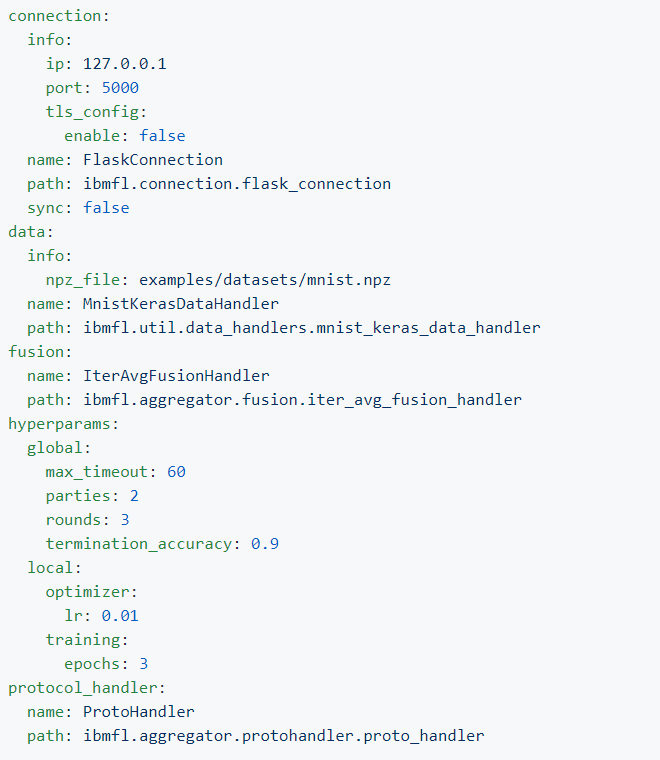 connection:
  info:
    ip: 127.0.0.1
    port: 5000
    tls_config:
      enable: false
  name: FlaskConnection
  path: ibmfl.connection.flask_connection
  sync: false
data:
  info:
    npz_file: examples/datasets/mnist.npz
  name: MnistKerasDataHandler
  path: ibmfl.util.data_handlers.mnist_keras_data_handler
fusion:
  name: IterAvgFusionHandler
  path: ibmfl.aggregator.fusion.iter_avg_fusion_handler
hyperparams:
  global:
    max_timeout: 60
    parties: 2
    rounds: 3
    termination_accuracy: 0.9
  local:
    optimizer:
      lr: 0.01
    training:
      epochs: 3
protocol_handler:
  name: ProtoHandler
  path: ibmfl.aggregator.protohandler.proto_handler